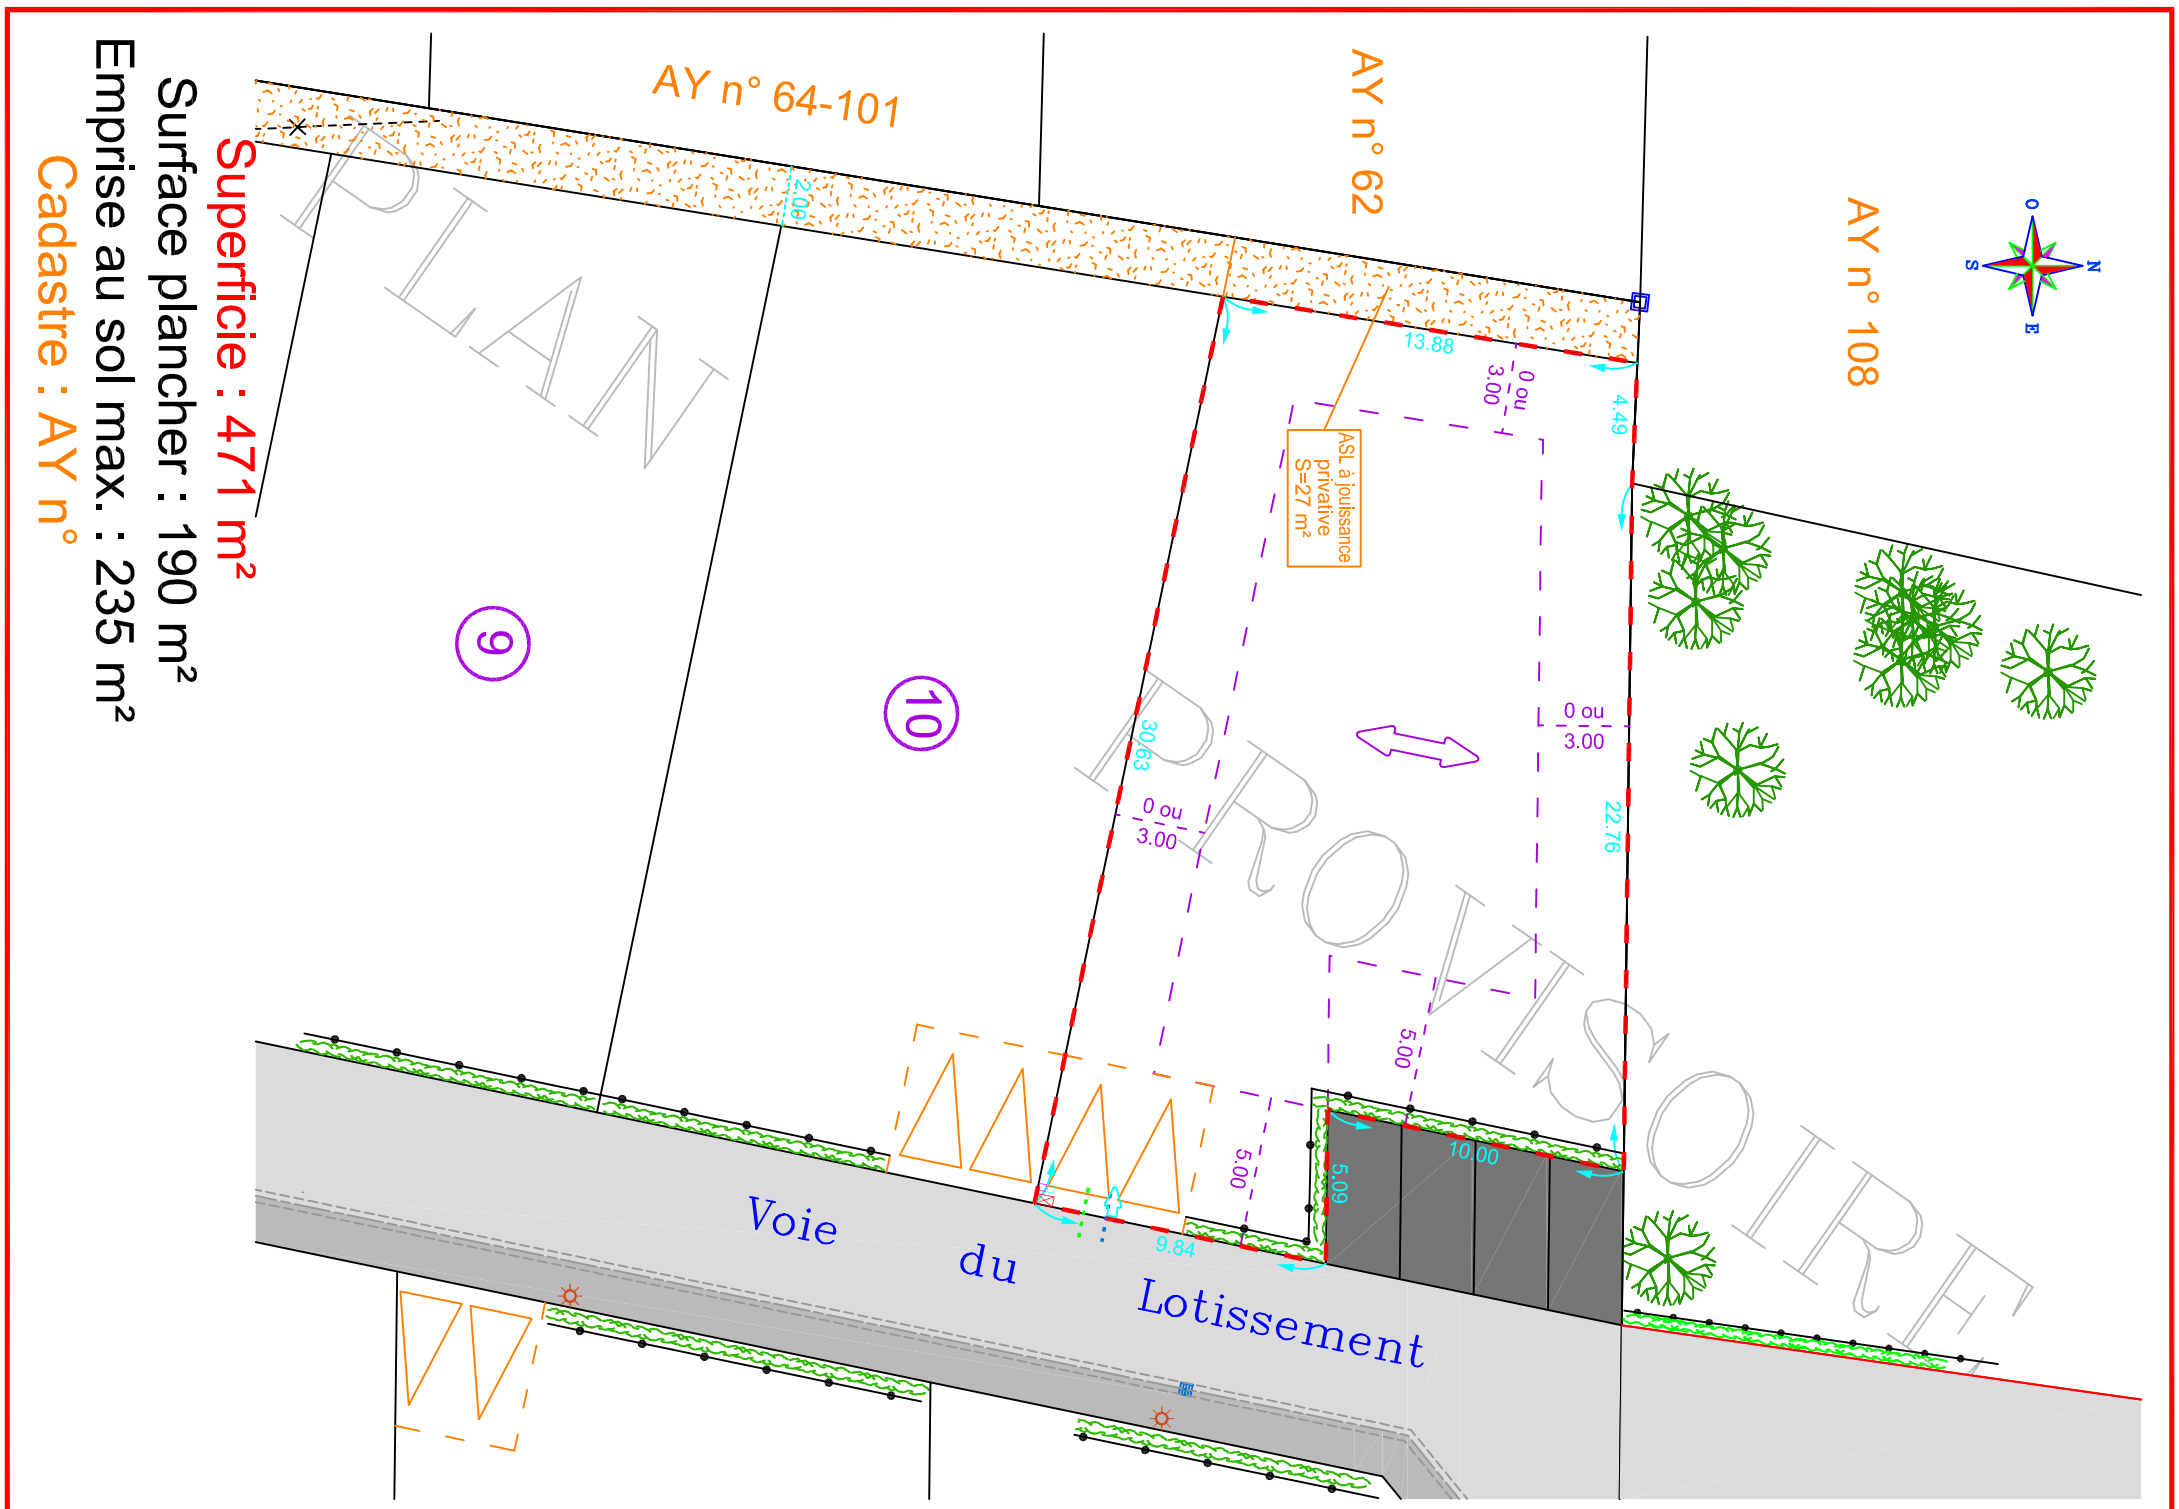 Superficie : 471 m²
Surface plancher : 190 m²
Emprise au sol max. : 235 m²
Cadastre : AY n°
AY n° 64-101
AY n° 62
AY n° 108
O
N
S
E
PLAN
PROVISOIRE
2.00
13.88
4.49
0 ou
3.00
ASL à jouissance
privative
S=27 m²
9
10
30.63
0 ou
3.00
0 ou
3.00
22.76
5.00
5.00
10.00
5.09
9.84
Voie du Lotissement